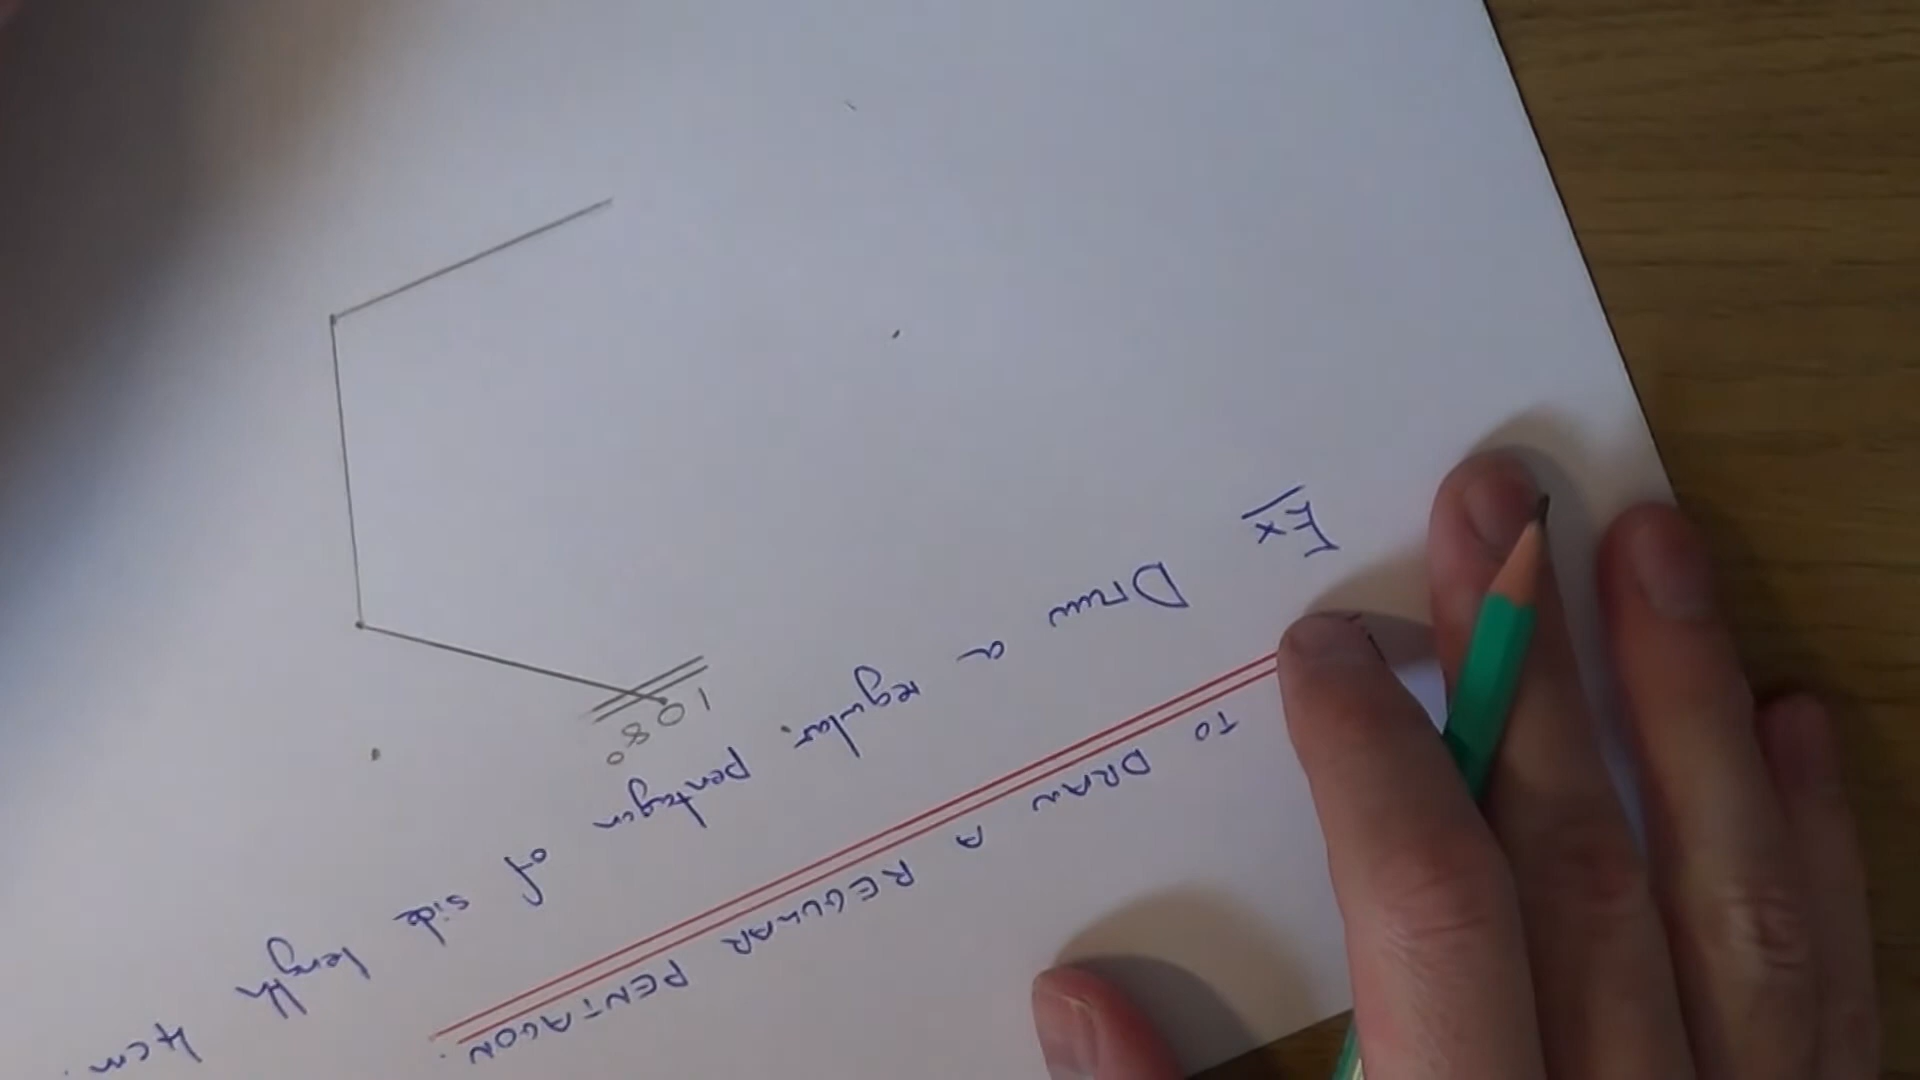 TO DRAW A REGULAR PENTAGON.
Ex Draw a regular pentagon of side length 4cm.
108°